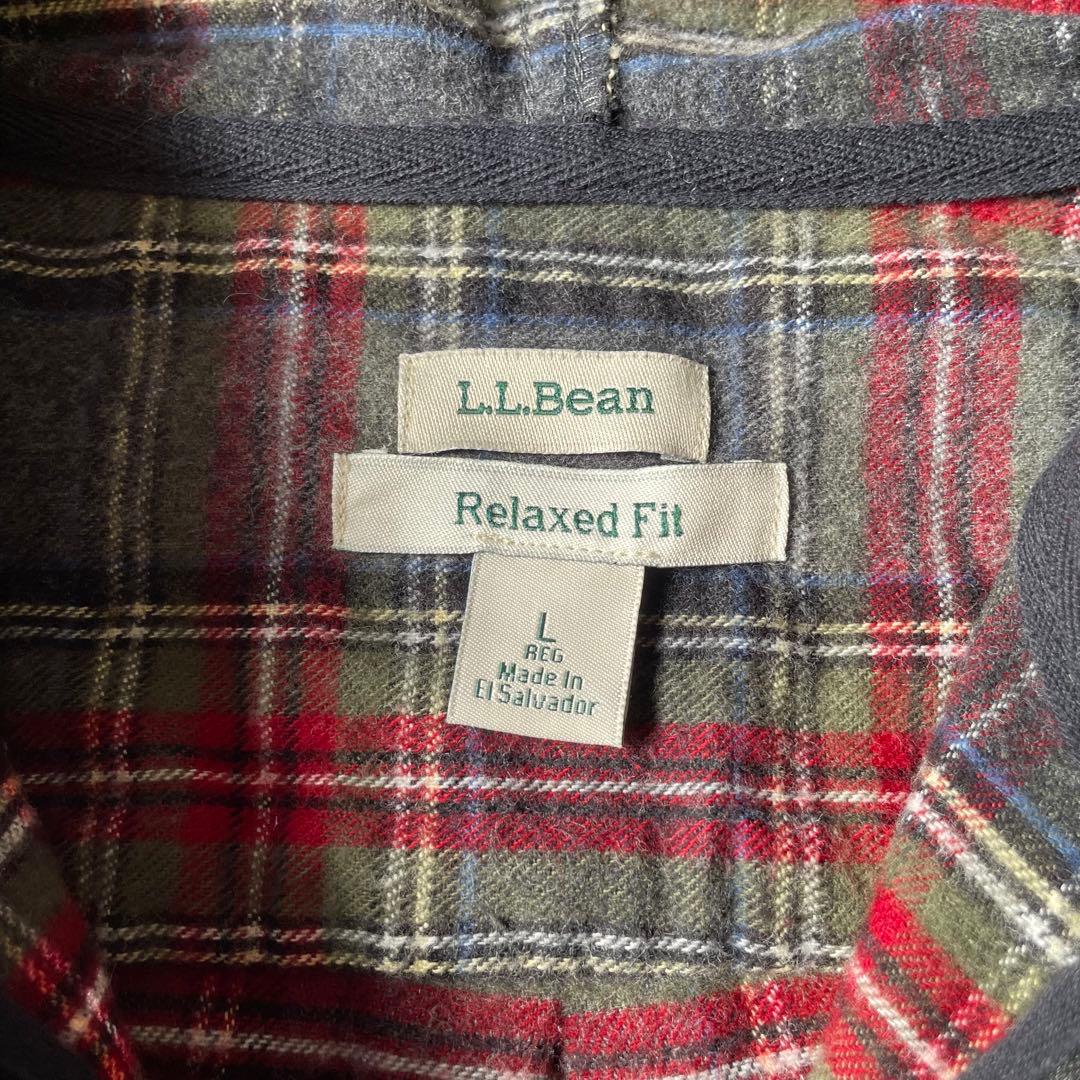 L.L.Bean
Relaxed Fit
L
REG
Made In
El Salvador